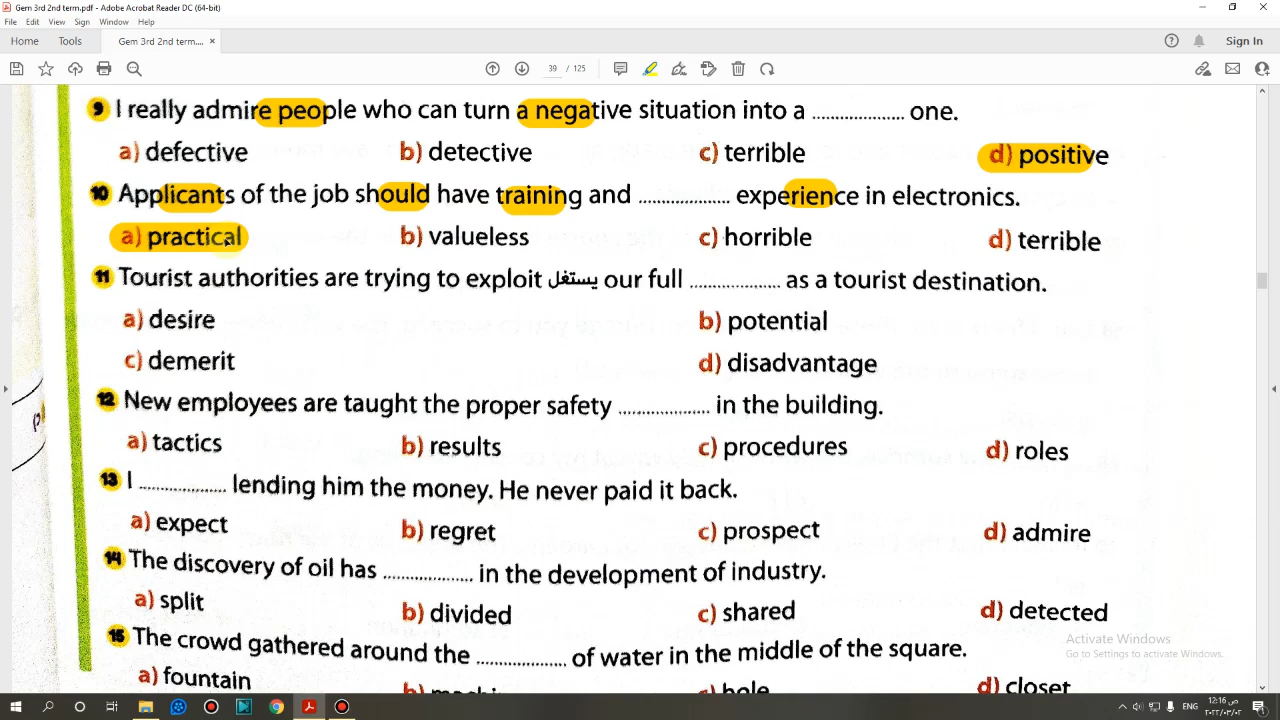 Gem 3rd 2nd term.pdf - Adobe Acrobat Reader DC (64-bit)
File Edit View Sign Window Help
Home Tools Gem 3rd 2nd term.... × Sign In
39 / 125
9 I really admire people who can turn a negative situation into a .................... one.
a) defective b) detective c) terrible d) positive
10 Applicants of the job should have training and .................... experience in electronics.
a) practical b) valueless c) horrible d) terrible
11 Tourist authorities are trying to exploit يستغل our full .................... as a tourist destination.
a) desire b) potential
c) demerit d) disadvantage
12 New employees are taught the proper safety .................... in the building.
a) tactics b) results c) procedures d) roles
13 I .................... lending him the money. He never paid it back.
a) expect b) regret c) prospect d) admire
14 The discovery of oil has .................... in the development of industry.
a) split b) divided c) shared d) detected
15 The crowd gathered around the .................... of water in the middle of the square.
a) fountain c) hole d) closet
Activate Windows
Go to Settings to activate Windows.
ENG
12:16 ص
٢٠٢٢/٠٣/٠٢